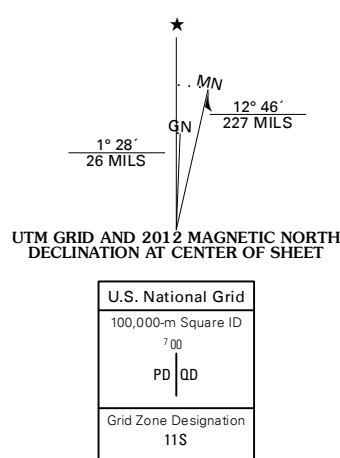 ★
MN
12° 46´
227 MILS
GN
1° 28´
26 MILS
UTM GRID AND 2012 MAGNETIC NORTH
DECLINATION AT CENTER OF SHEET
U.S. National Grid
100,000-m Square ID
7 00
PD QD
Grid Zone Designation
11S